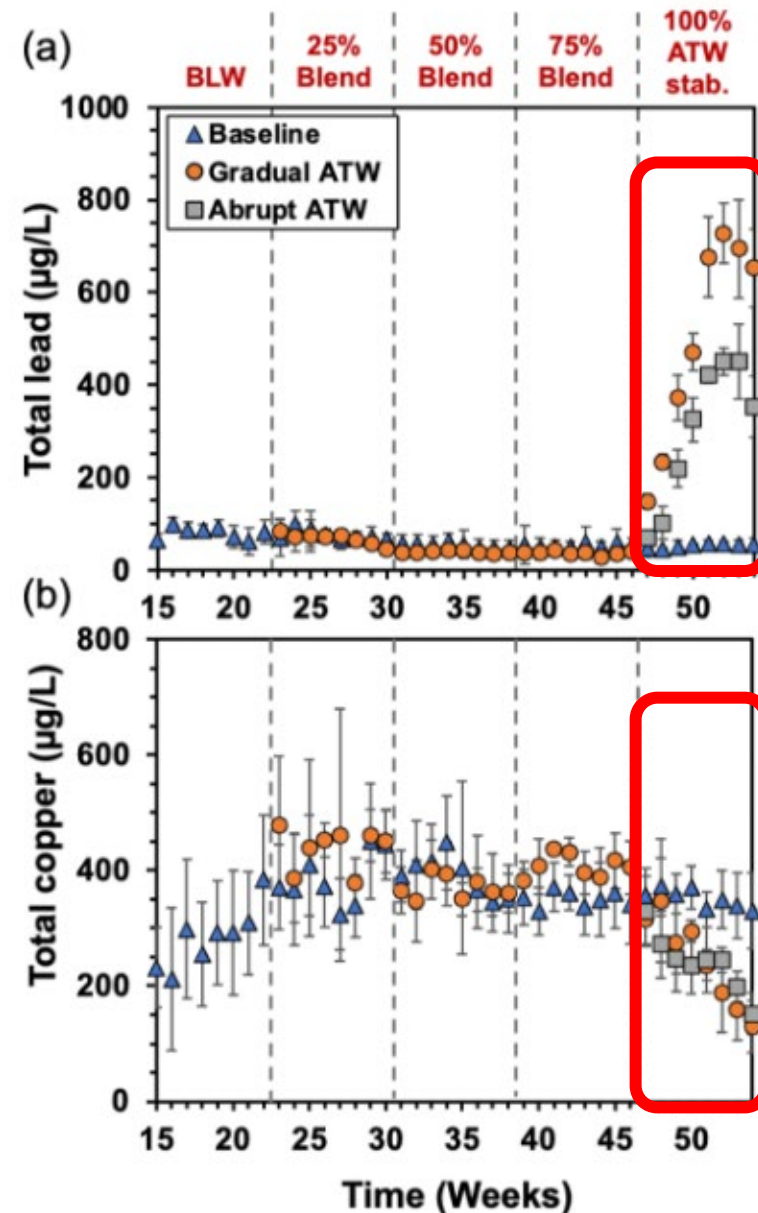 (a)
BLW
25%
Blend
50%
Blend
75%
Blend
100%
ATW
stab.
Total lead (µg/L)
1000
800
600
400
200
0
Baseline
Gradual ATW
Abrupt ATW
15 20 25 30 35 40 45 50
(b)
Total copper (µg/L)
800
600
400
200
0
15 20 25 30 35 40 45 50
Time (Weeks)